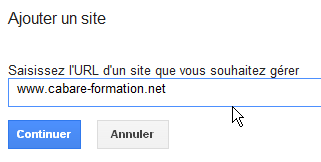 Ajouter un site
Saisissez l'URL d'un site que vous souhaitez gérer
www.cabare-formation.net
Continuer Annuler